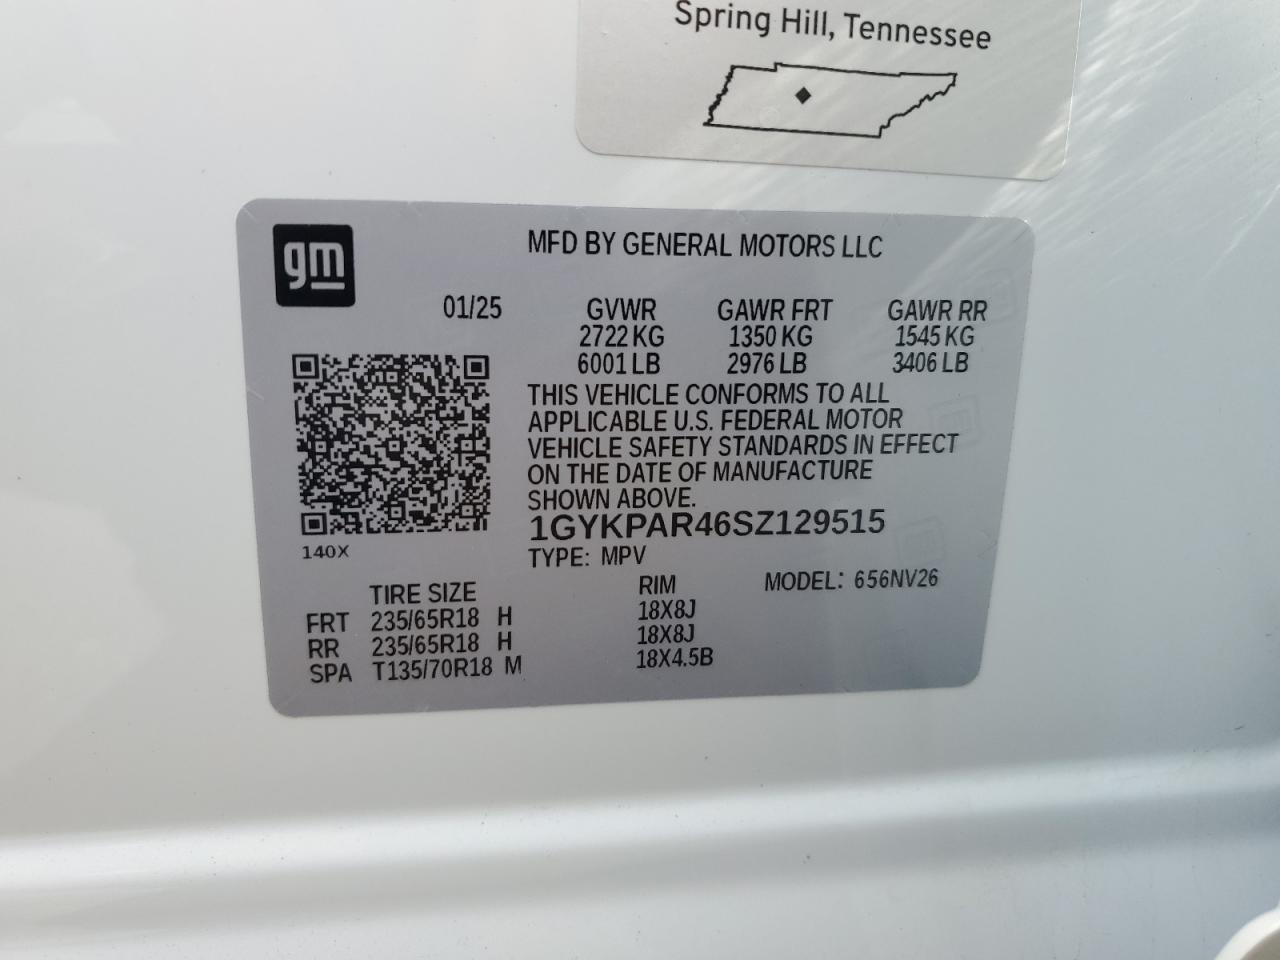 Spring Hill, Tennessee
gm
MFD BY GENERAL MOTORS LLC
01/25 GVWR GAWR FRT GAWR RR
2722 KG 1350 KG 1545 KG
6001 LB 2976 LB 3406 LB
THIS VEHICLE CONFORMS TO ALL
APPLICABLE U.S. FEDERAL MOTOR
VEHICLE SAFETY STANDARDS IN EFFECT
ON THE DATE OF MANUFACTURE
SHOWN ABOVE.
1GYKPAR46SZ129515
140X
TYPE: MPV
TIRE SIZE RIM MODEL: 656NV26
FRT 235/65R18 H 18X8J
RR 235/65R18 H 18X8J
SPA T135/70R18 M 18X4.5B